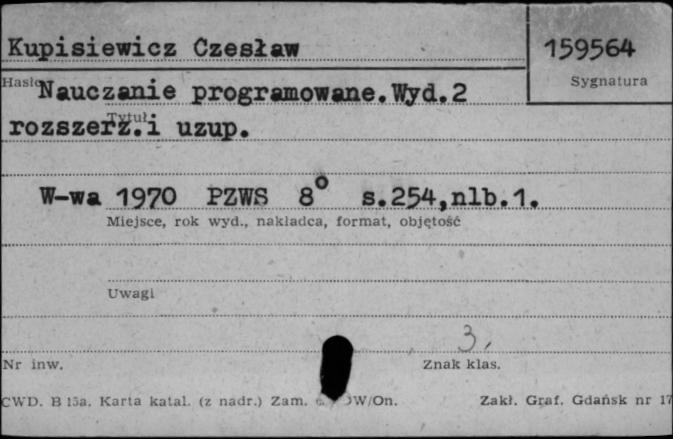 Kupisiewicz Czesław 159564
Hasło Sygnatura
Nauczanie programowane.Wyd.2
Tytuł
rozszerz.i uzup.
W-wa 1970 PZWS 8° s.254,nlb.1.
Miejsce, rok wyd., nakładca, format, objętość
Uwagi
3,
Nr inw. Znak klas.
CWD. B 15a. Karta katal. (z nadr.) Zam. OW/On. Zakł. Graf. Gdańsk nr 17